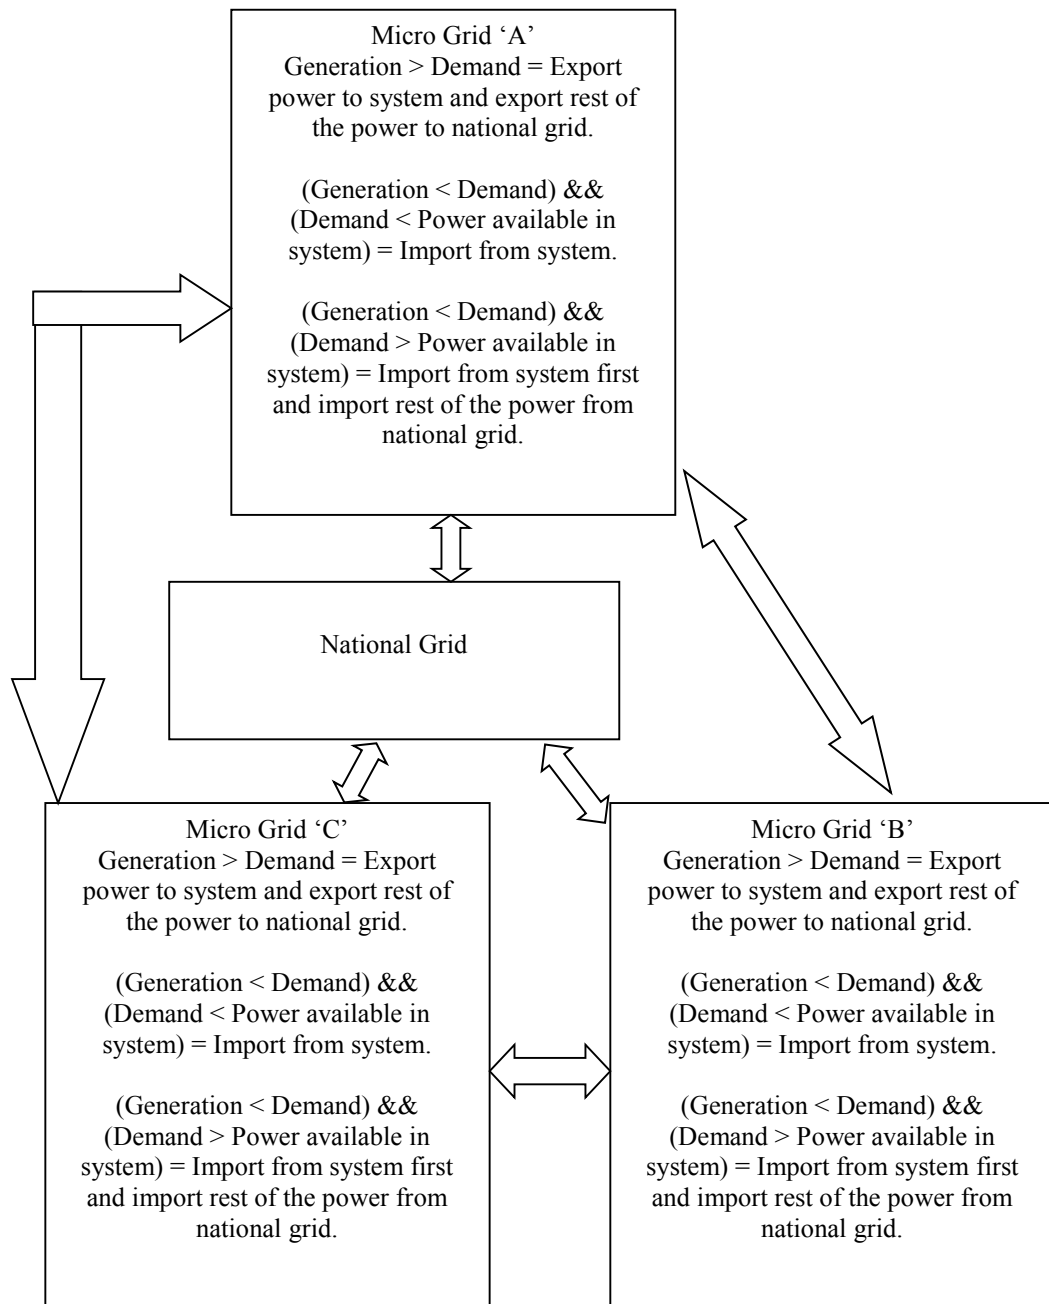 Micro Grid ‘A’
Generation > Demand = Export
power to system and export rest of
the power to national grid.
(Generation < Demand) &&
(Demand < Power available in
system) = Import from system.
(Generation < Demand) &&
(Demand > Power available in
system) = Import from system first
and import rest of the power from
national grid.
National Grid
Micro Grid ‘C’
Generation > Demand = Export
power to system and export rest of
the power to national grid.
(Generation < Demand) &&
(Demand < Power available in
system) = Import from system.
(Generation < Demand) &&
(Demand > Power available in
system) = Import from system first
and import rest of the power from
national grid.
Micro Grid ‘B’
Generation > Demand = Export
power to system and export rest of
the power to national grid.
(Generation < Demand) &&
(Demand < Power available in
system) = Import from system.
(Generation < Demand) &&
(Demand > Power available in
system) = Import from system first
and import rest of the power from
national grid.